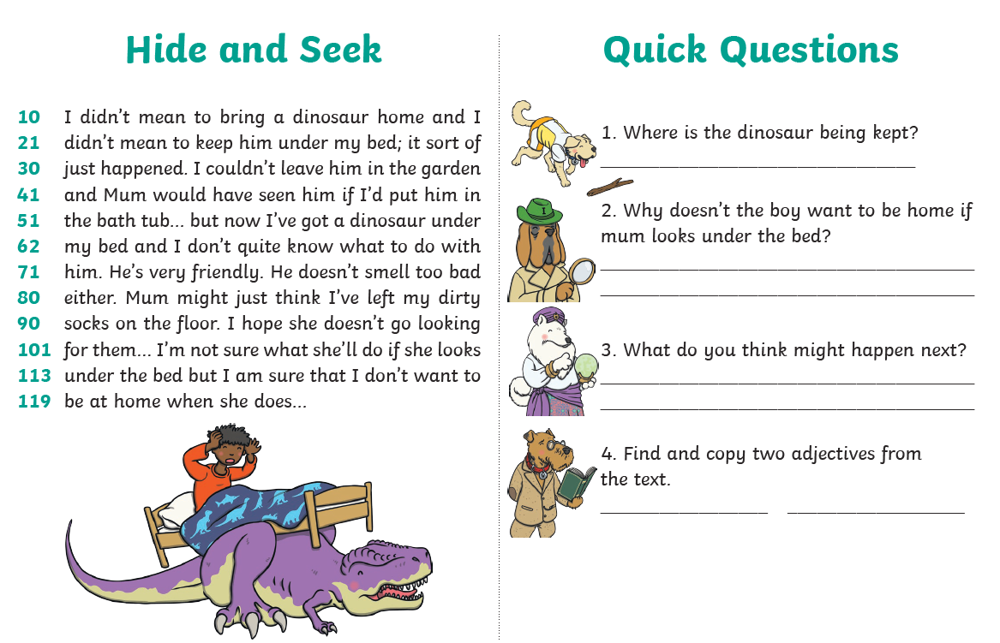 Hide and Seek
10 I didn't mean to bring a dinosaur home and I
21 didn't mean to keep him under my bed; it sort of
30 just happened. I couldn't leave him in the garden
41 and Mum would have seen him if I'd put him in
51 the bath tub... but now I've got a dinosaur under
62 my bed and I don't quite know what to do with
71 him. He's very friendly. He doesn't smell too bad
80 either. Mum might just think I've left my dirty
90 socks on the floor. I hope she doesn't go looking
101 for them... I'm not sure what she'll do if she looks
113 under the bed but I am sure that I don't want to
119 be at home when she does...
Quick Questions
1. Where is the dinosaur being kept?
I
2. Why doesn't the boy want to be home if
mum looks under the bed?
3. What do you think might happen next?
4. Find and copy two adjectives from
the text.